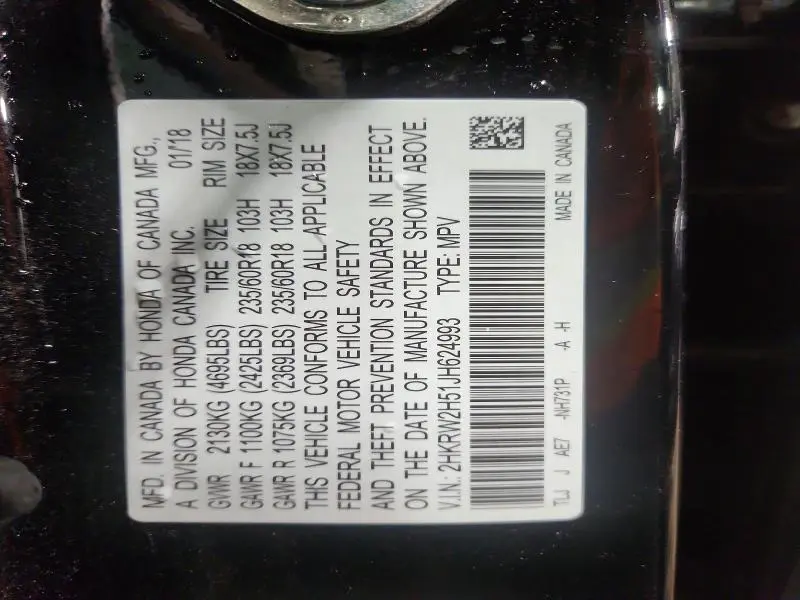 MFD. IN CANADA BY HONDA OF CANADA MFG.,
A DIVISION OF HONDA CANADA INC. 01/18
GVWR 2130KG (4695LBS) TIRE SIZE RIM SIZE
GAWR F 1100KG (2425LBS) 235/60R18 103H 18X7.5J
GAWR R 1075KG (2369LBS) 235/60R18 103H 18X7.5J
THIS VEHICLE CONFORMS TO ALL APPLICABLE
FEDERAL MOTOR VEHICLE SAFETY
AND THEFT PREVENTION STANDARDS IN EFFECT
ON THE DATE OF MANUFACTURE SHOWN ABOVE.
V.I.N.: 2HKRW2H51JH624993 TYPE: MPV
TLJ J AE7 -NH731P -A -H MADE IN CANADA